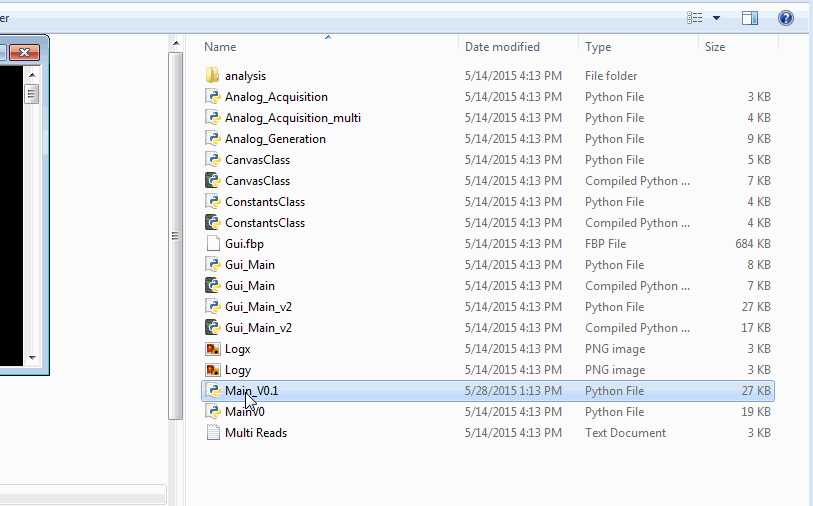 er
Name Date modified Type Size
analysis 5/14/2015 4:13 PM File folder
Analog_Acquisition 5/14/2015 4:13 PM Python File 3 KB
Analog_Acquisition_multi 5/14/2015 4:13 PM Python File 4 KB
Analog_Generation 5/14/2015 4:13 PM Python File 9 KB
CanvasClass 5/14/2015 4:13 PM Python File 5 KB
CanvasClass 5/14/2015 4:13 PM Compiled Python ... 7 KB
ConstantsClass 5/14/2015 4:13 PM Python File 4 KB
ConstantsClass 5/14/2015 4:13 PM Compiled Python ... 4 KB
Gui.fbp 5/14/2015 4:13 PM FBP File 684 KB
Gui_Main 5/14/2015 4:13 PM Python File 8 KB
Gui_Main 5/14/2015 4:13 PM Compiled Python ... 7 KB
Gui_Main_v2 5/14/2015 4:13 PM Python File 27 KB
Gui_Main_v2 5/14/2015 4:13 PM Compiled Python ... 17 KB
Logx 5/14/2015 4:13 PM PNG image 3 KB
Logy 5/14/2015 4:13 PM PNG image 3 KB
Main_V0.1 5/28/2015 1:13 PM Python File 27 KB
MainV0 5/14/2015 4:13 PM Python File 19 KB
Multi Reads 5/14/2015 4:13 PM Text Document 3 KB